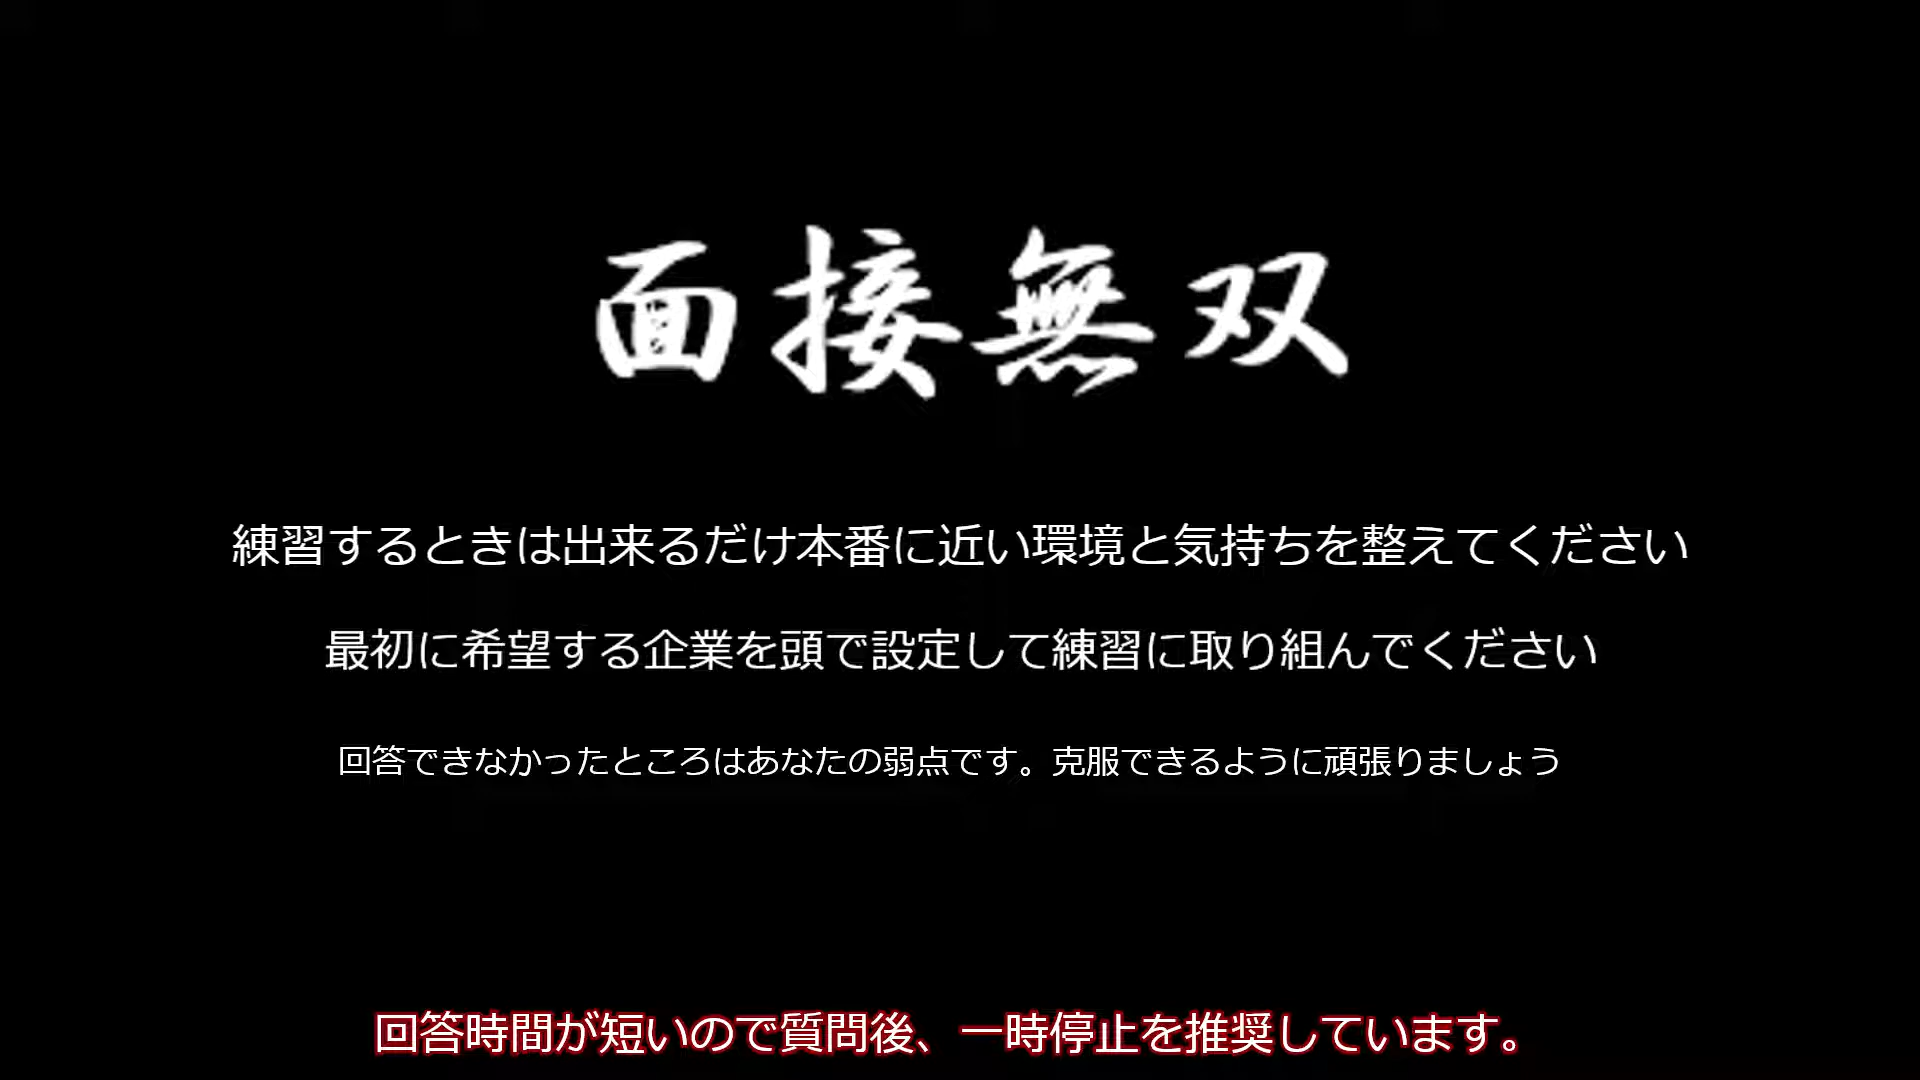 面接無双
練習するときは出来るだけ本番に近い環境と気持ちを整えてください
最初に希望する企業を頭で設定して練習に取り組んでください
回答できなかったところはあなたの弱点です。克服できるように頑張りましょう
回答時間が短いので質問後、一時停止を推奨しています。